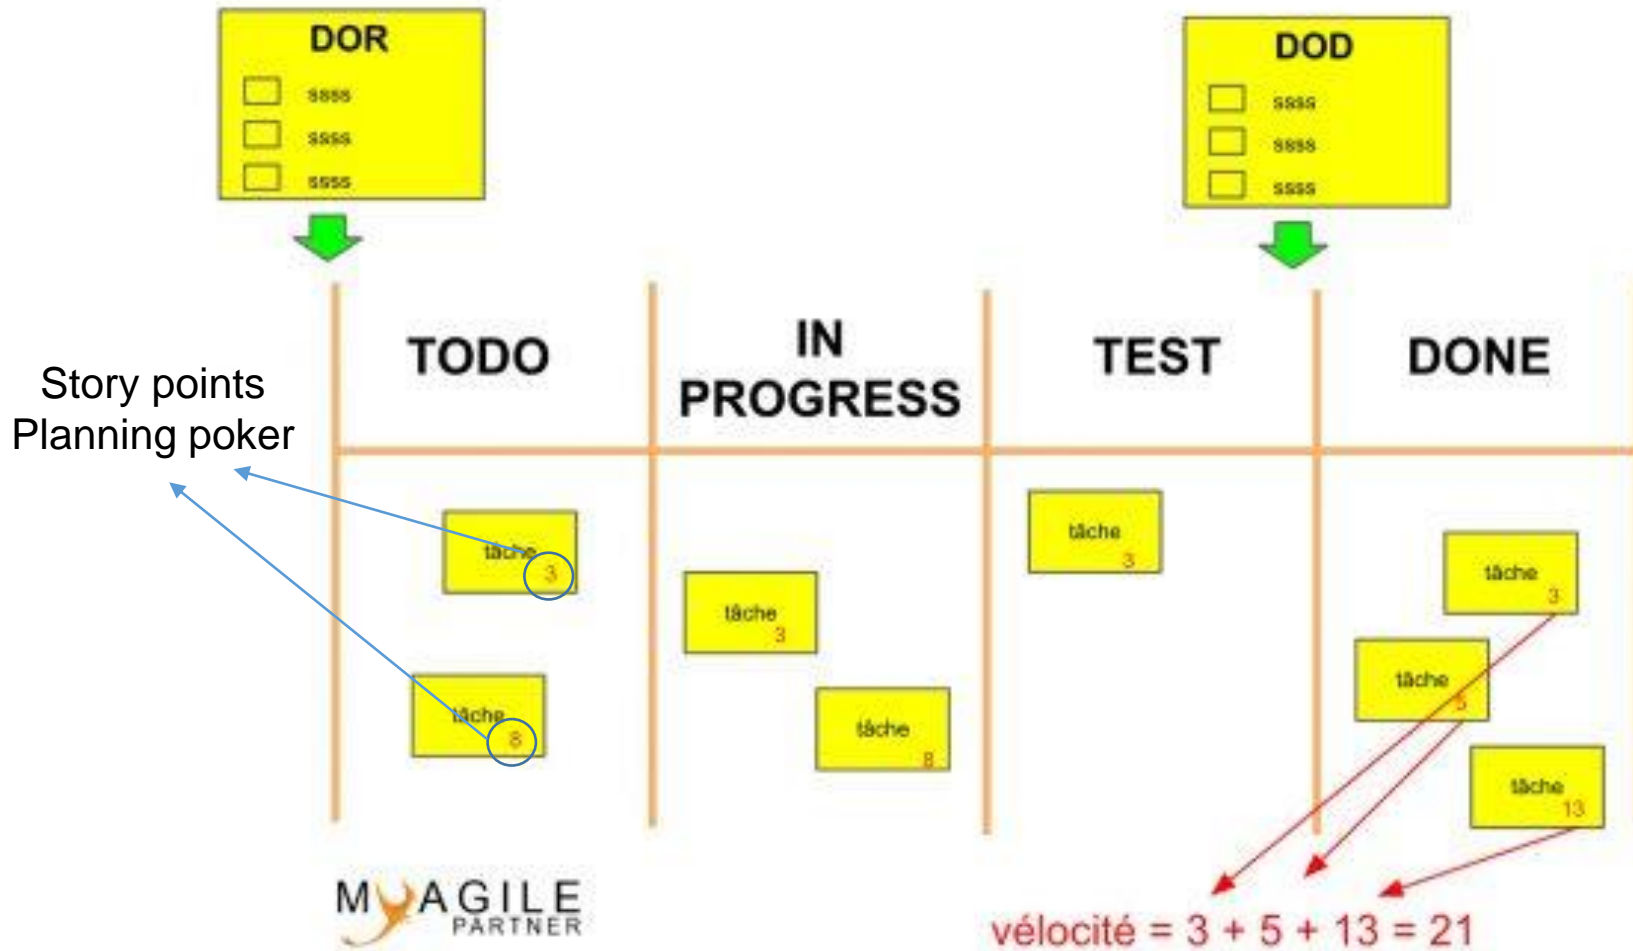 DOR
ssss
ssss
ssss
DOD
ssss
ssss
ssss
TODO
IN
PROGRESS
TEST
DONE
Story points
Planning poker
tâche
3
tâche
8
tâche
3
tâche
8
tâche
3
tâche
3
tâche
5
tâche
13
MYAGILE
PARTNER
vélocité = 3 + 5 + 13 = 21